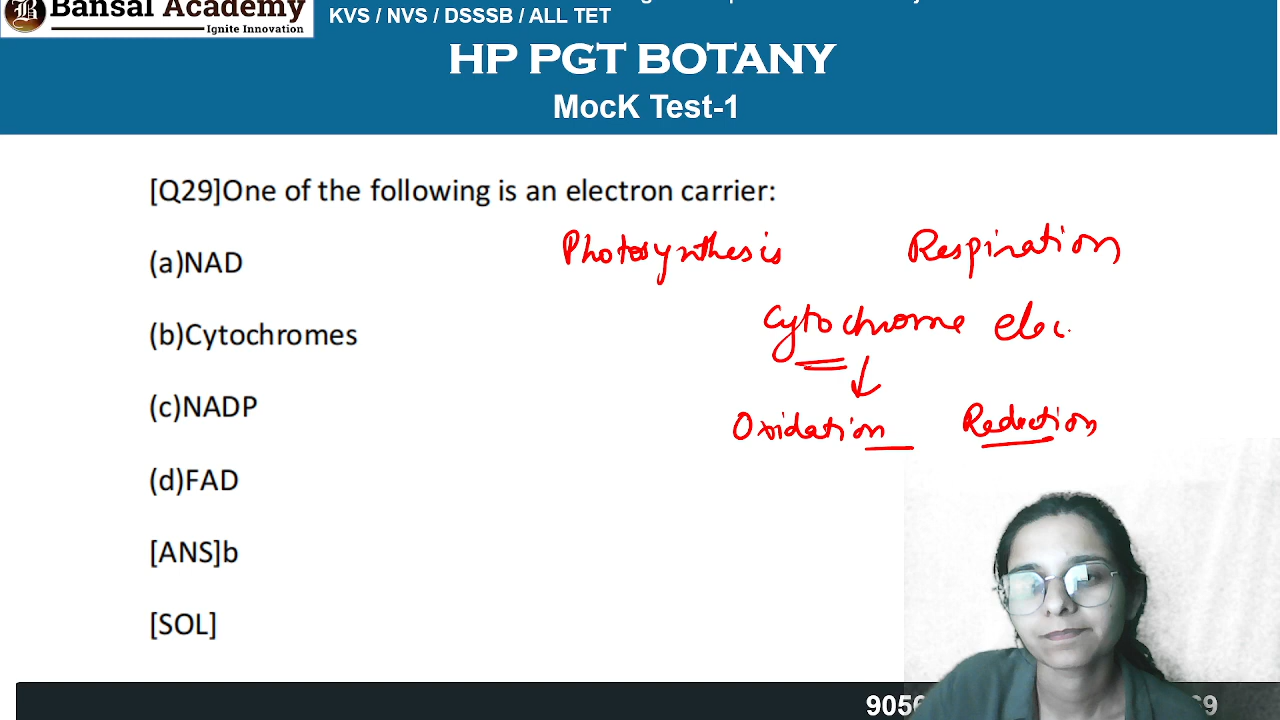 Bansal Academy
Ignite Innovation
KVS / NVS / DSSSB / ALL TET
HP PGT BOTANY
MocK Test-1
[Q29]One of the following is an electron carrier:
Photosynthesis Respiration
(a)NAD
Cytochrome elec.
(b)Cytochromes
(c)NADP
Oxidation Reduction
(d)FAD
[ANS]b
[SOL]